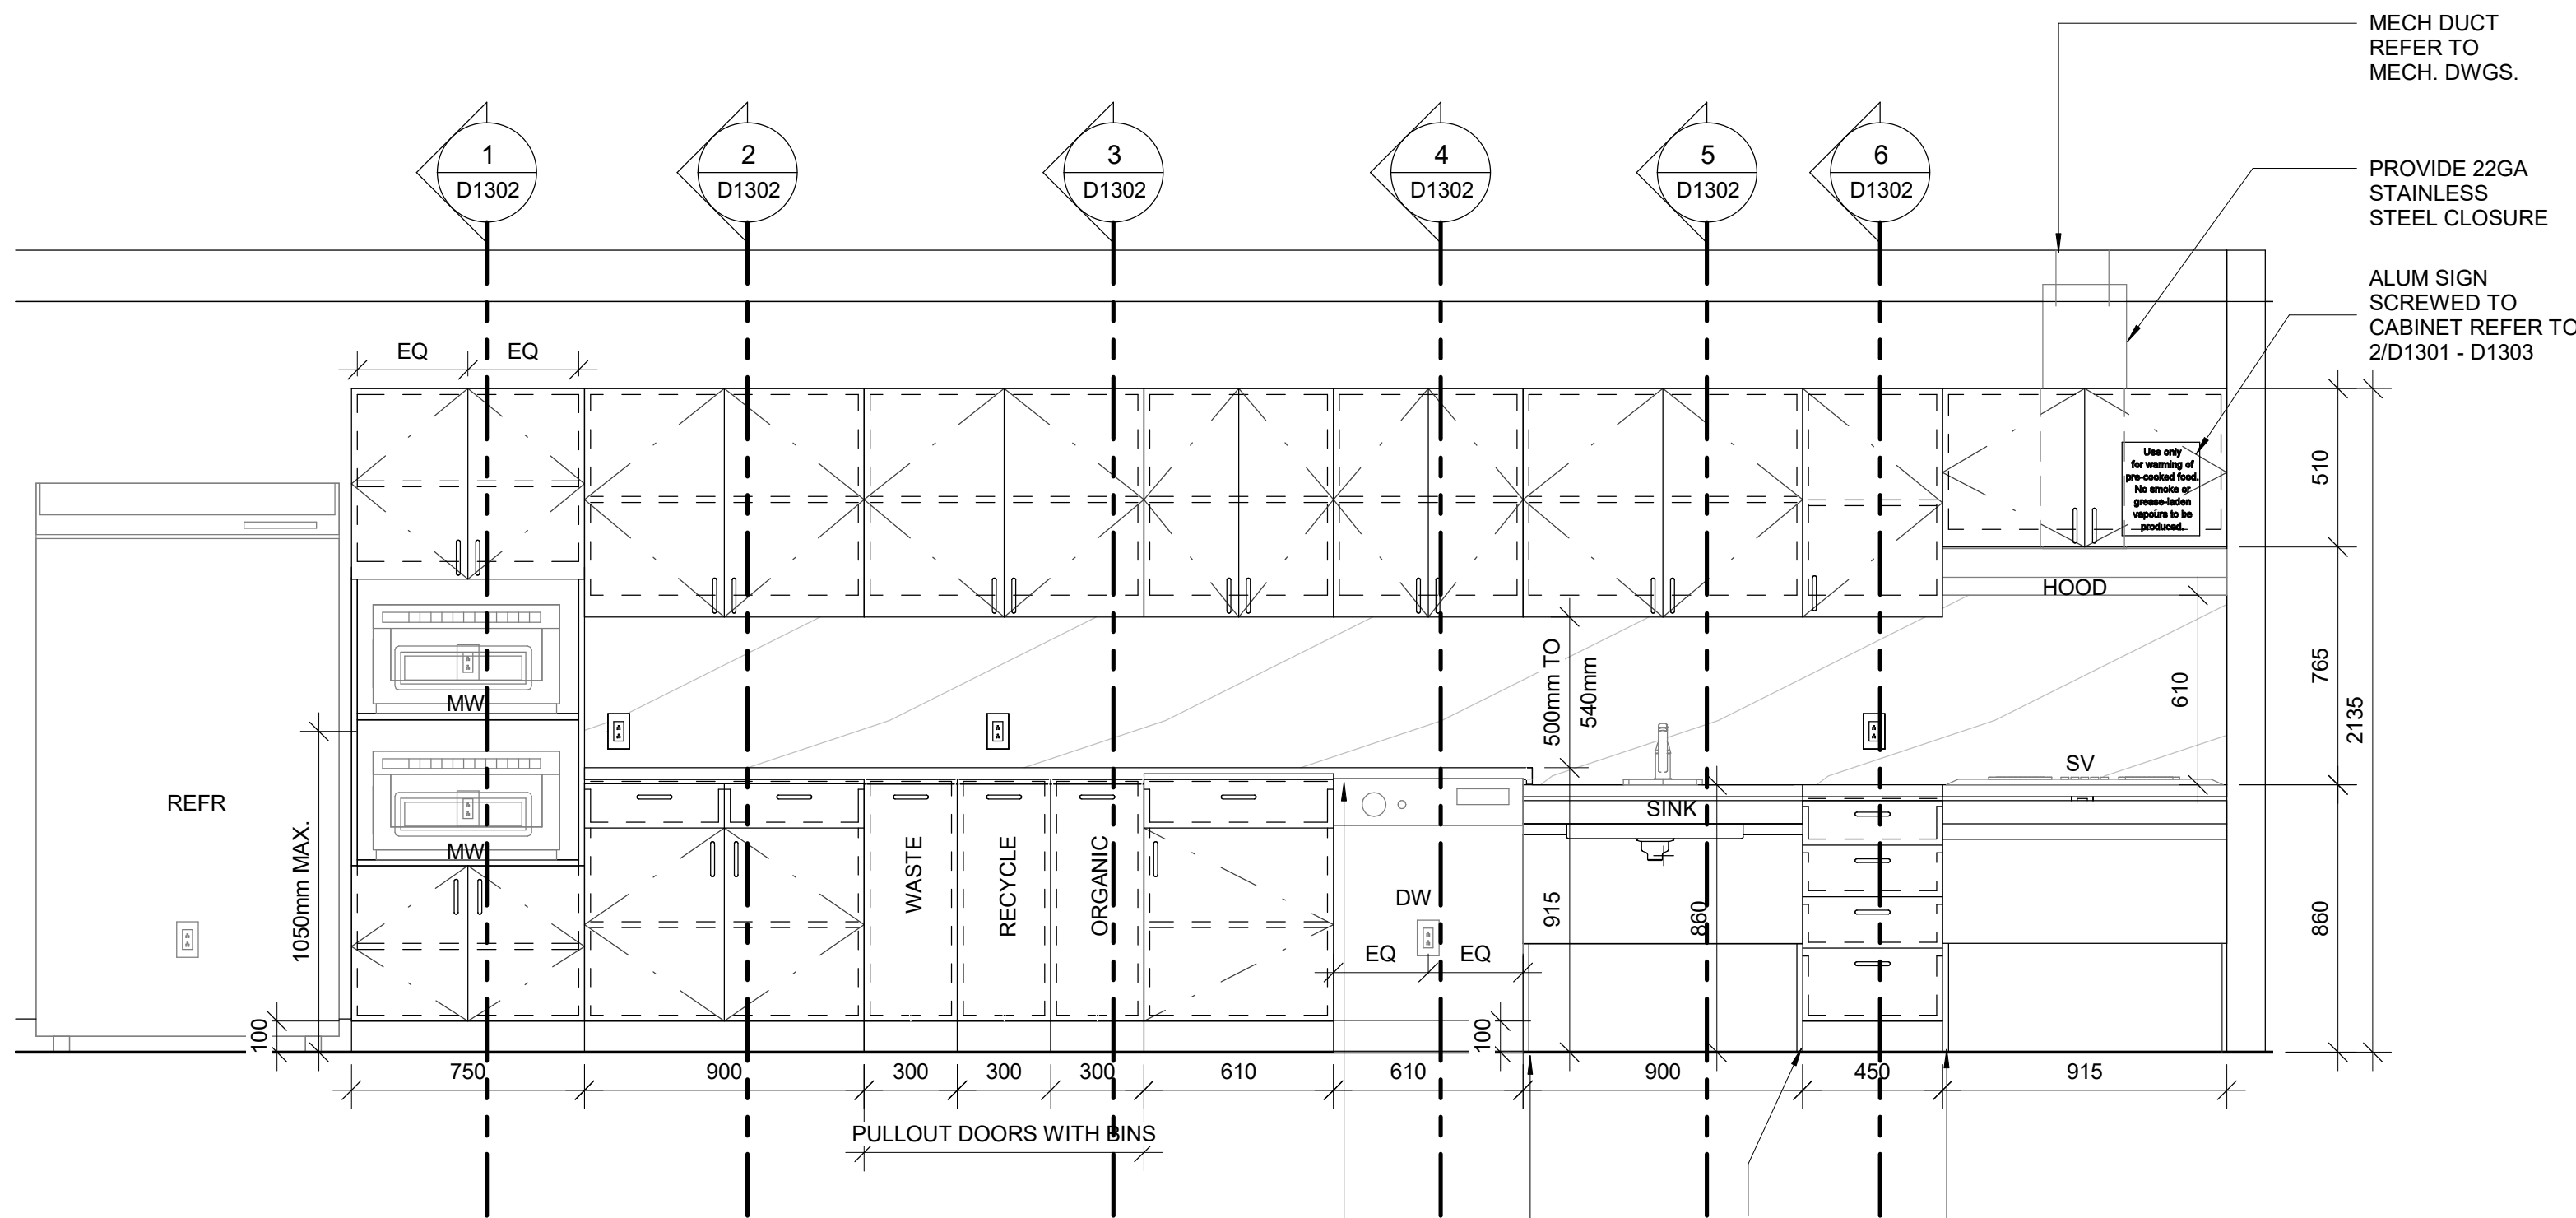 MECH DUCT
REFER TO
MECH. DWGS.
1
D1302
2
D1302
3
D1302
4
D1302
5
D1302
6
D1302
PROVIDE 22GA
STAINLESS
STEEL CLOSURE
ALUM SIGN
SCREWED TO
CABINET REFER TO
2/D1301 - D1303
EQ
EQ
Use only
for warming of
pre-cooked food.
No smoke or
grease-laden
vapours to be
produced.
510
HOOD
765
610
2135
500mm TO
540mm
MW
MW
REFR
1050mm MAX.
100
WASTE
RECYCLE
ORGANIC
DW
EQ
EQ
100
SINK
915
860
SV
860
750
900
300
300
300
610
610
900
450
915
PULLOUT DOORS WITH BINS